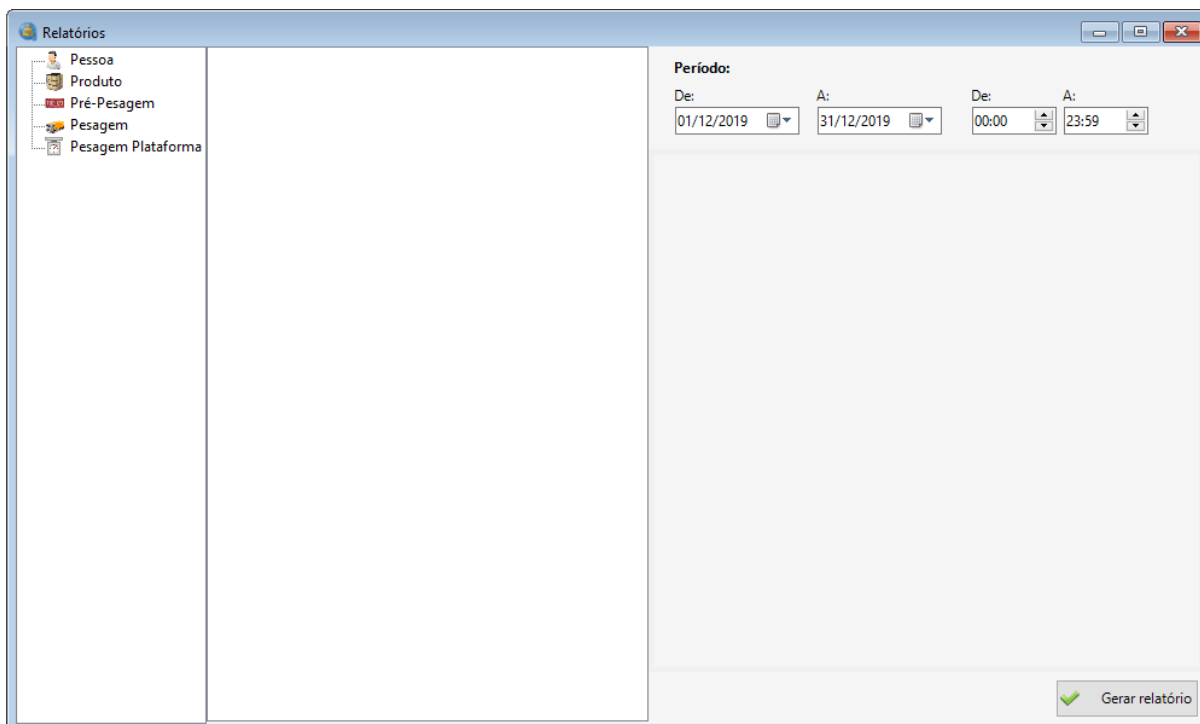 Relatórios
Pessoa
Produto
Pré-Pesagem
Pesagem
Pesagem Plataforma
Período:
De: A: De: A:
01/12/2019 31/12/2019 00:00 23:59
Gerar relatório